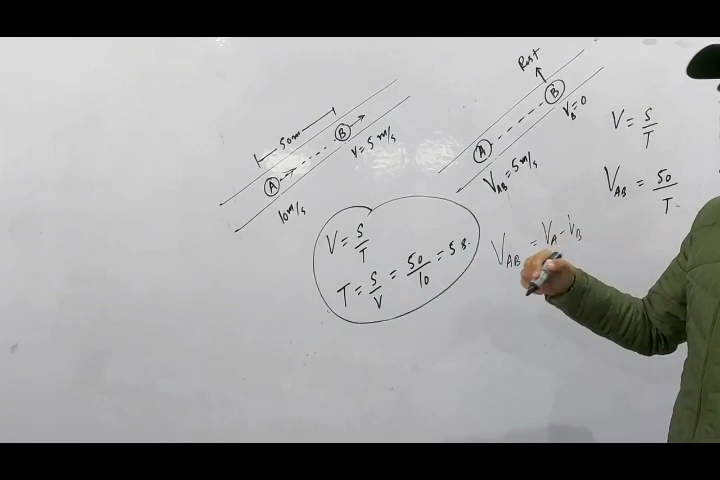 50m
A
B
V = 5 m/s
10 m/s
V = S/T
T = S/V = 50/10 = 5 s.
Rest
B
V_B = 0
A
V_AB = 5 m/s
V = S/T
V_AB = 50/T
V_AB = V_A - V_B